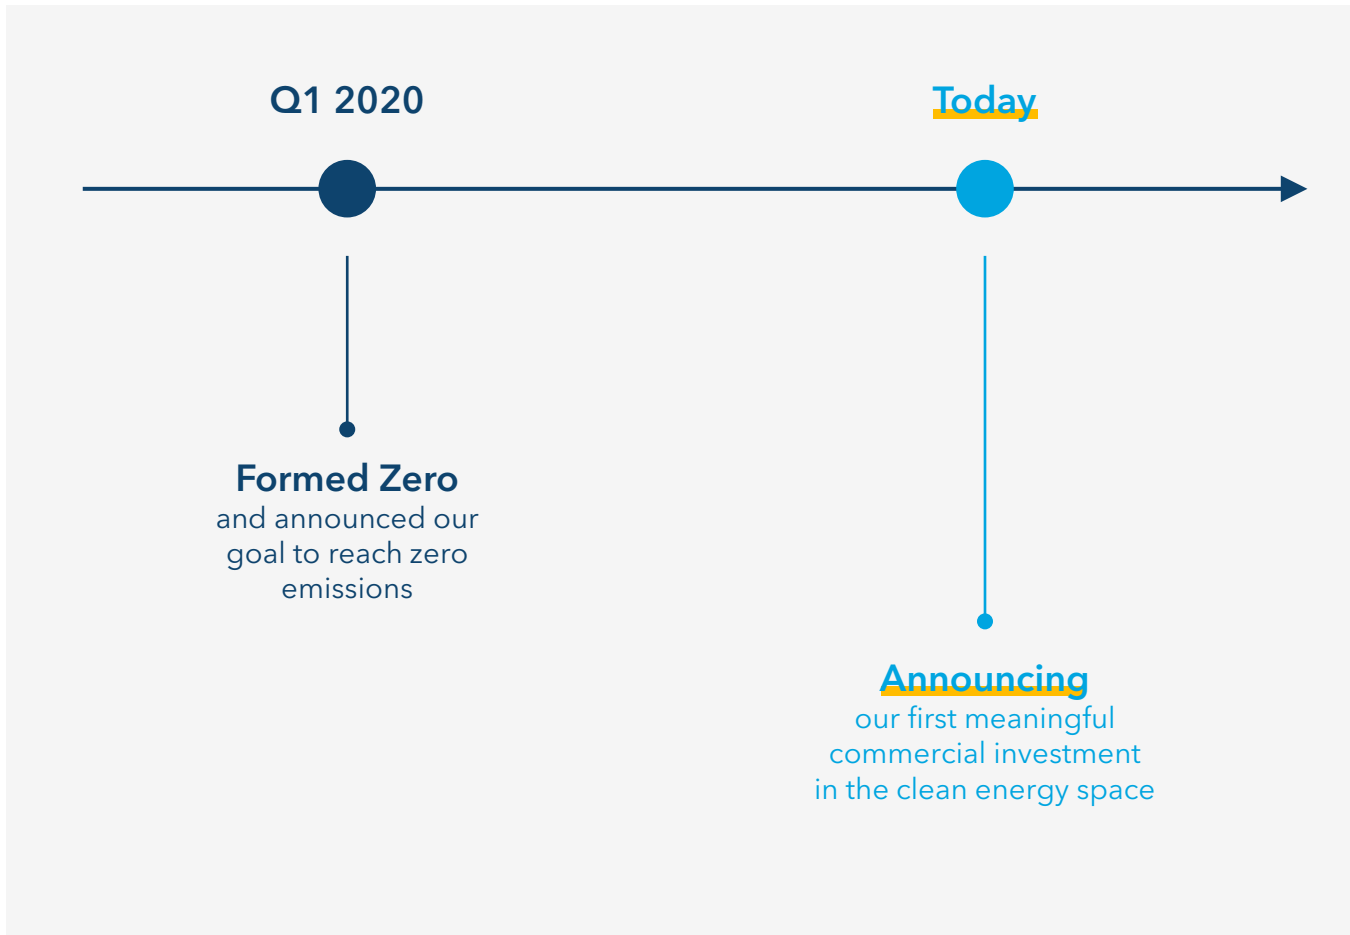 Q1 2020
Today
Formed Zero
and announced our
goal to reach zero
emissions
Announcing
our first meaningful
commercial investment
in the clean energy space